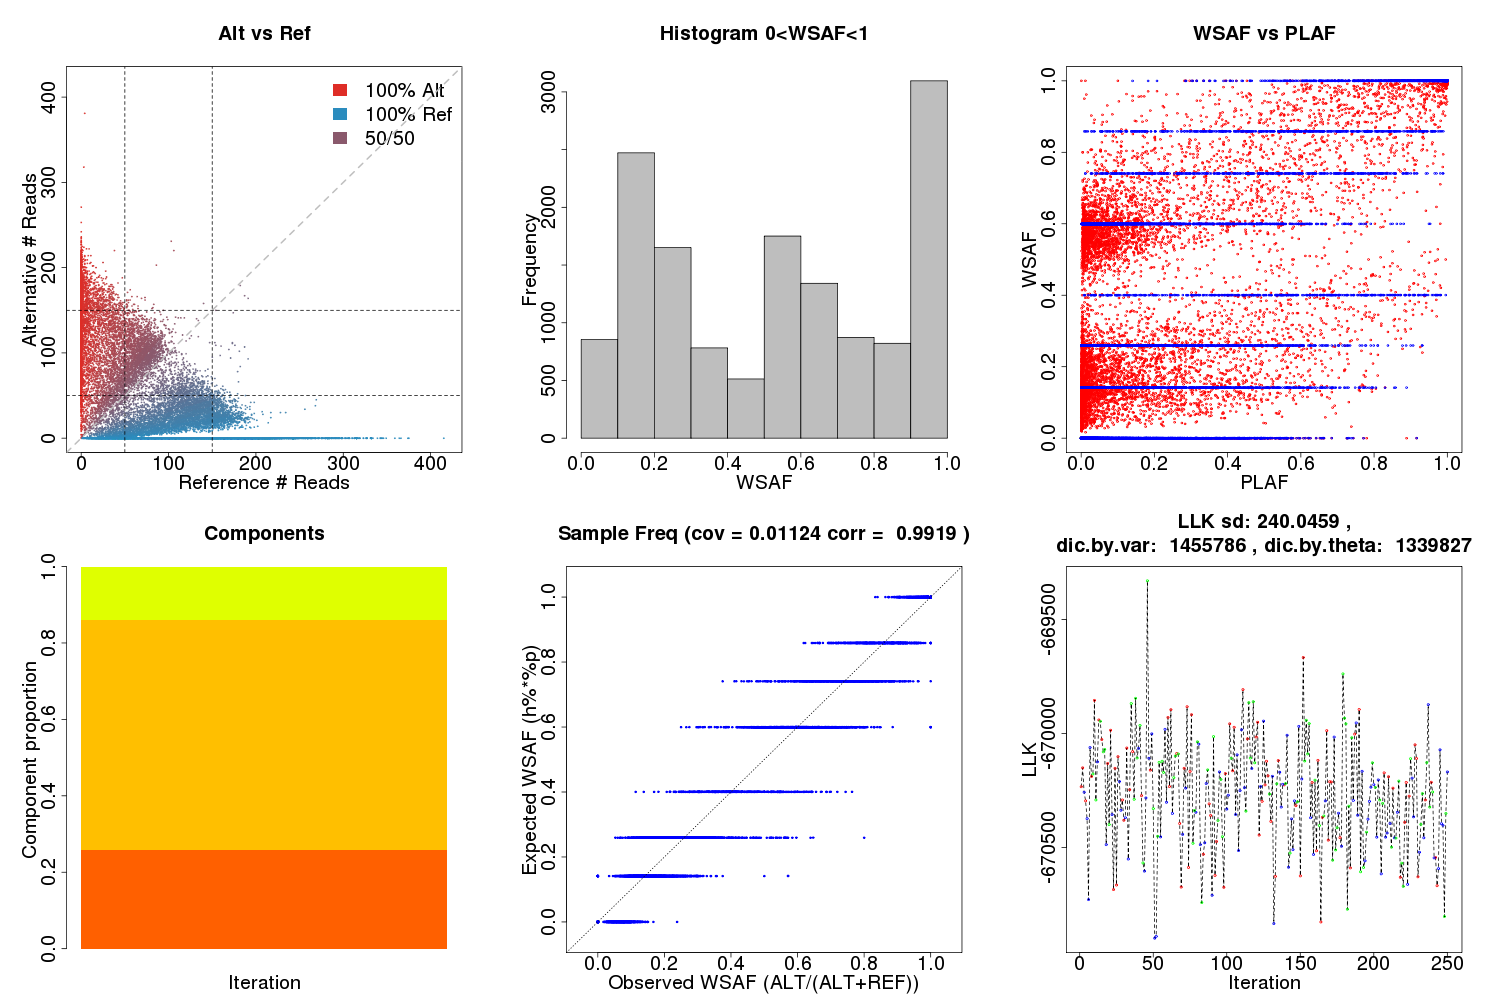 Alt vs Ref
Alternative # Reads
0 100 200 300 400
100% Alt
100% Ref
50/50
0 100 200 300 400
Reference # Reads
Histogram 0<WSAF<1
Frequency
0 500 1000 2000 3000
0.0 0.2 0.4 0.6 0.8 1.0
WSAF
WSAF vs PLAF
WSAF
0.0 0.2 0.4 0.6 0.8 1.0
0.0 0.2 0.4 0.6 0.8 1.0
PLAF
Components
Component proportion
0.0 0.2 0.4 0.6 0.8 1.0
Iteration
Sample Freq (cov = 0.01124 corr = 0.9919 )
Expected WSAF (h%*%p)
0.0 0.2 0.4 0.6 0.8 1.0
0.0 0.2 0.4 0.6 0.8 1.0
Observed WSAF (ALT/(ALT+REF))
LLK sd: 240.0459 ,
dic.by.var: 1455786 , dic.by.theta: 1339827
LLK
-670500 -670000 -669500
0 50 100 150 200 250
Iteration